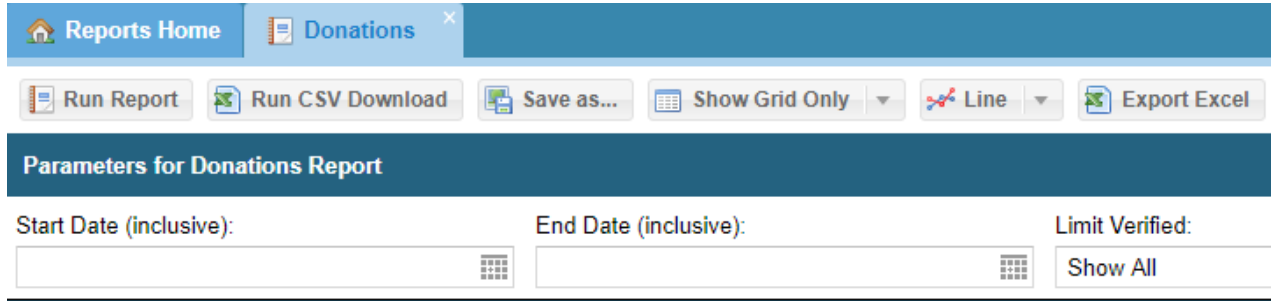 Reports Home Donations
Run Report Run CSV Download Save as... Show Grid Only Line Export Excel
Parameters for Donations Report
Start Date (inclusive): End Date (inclusive): Limit Verified:
Show All